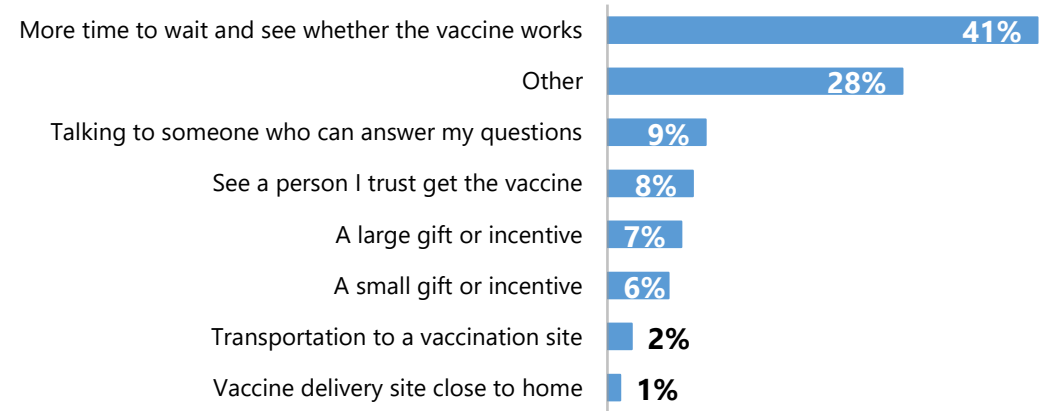 More time to wait and see whether the vaccine works 41%
Other 28%
Talking to someone who can answer my questions 9%
See a person I trust get the vaccine 8%
A large gift or incentive 7%
A small gift or incentive 6%
Transportation to a vaccination site 2%
Vaccine delivery site close to home 1%